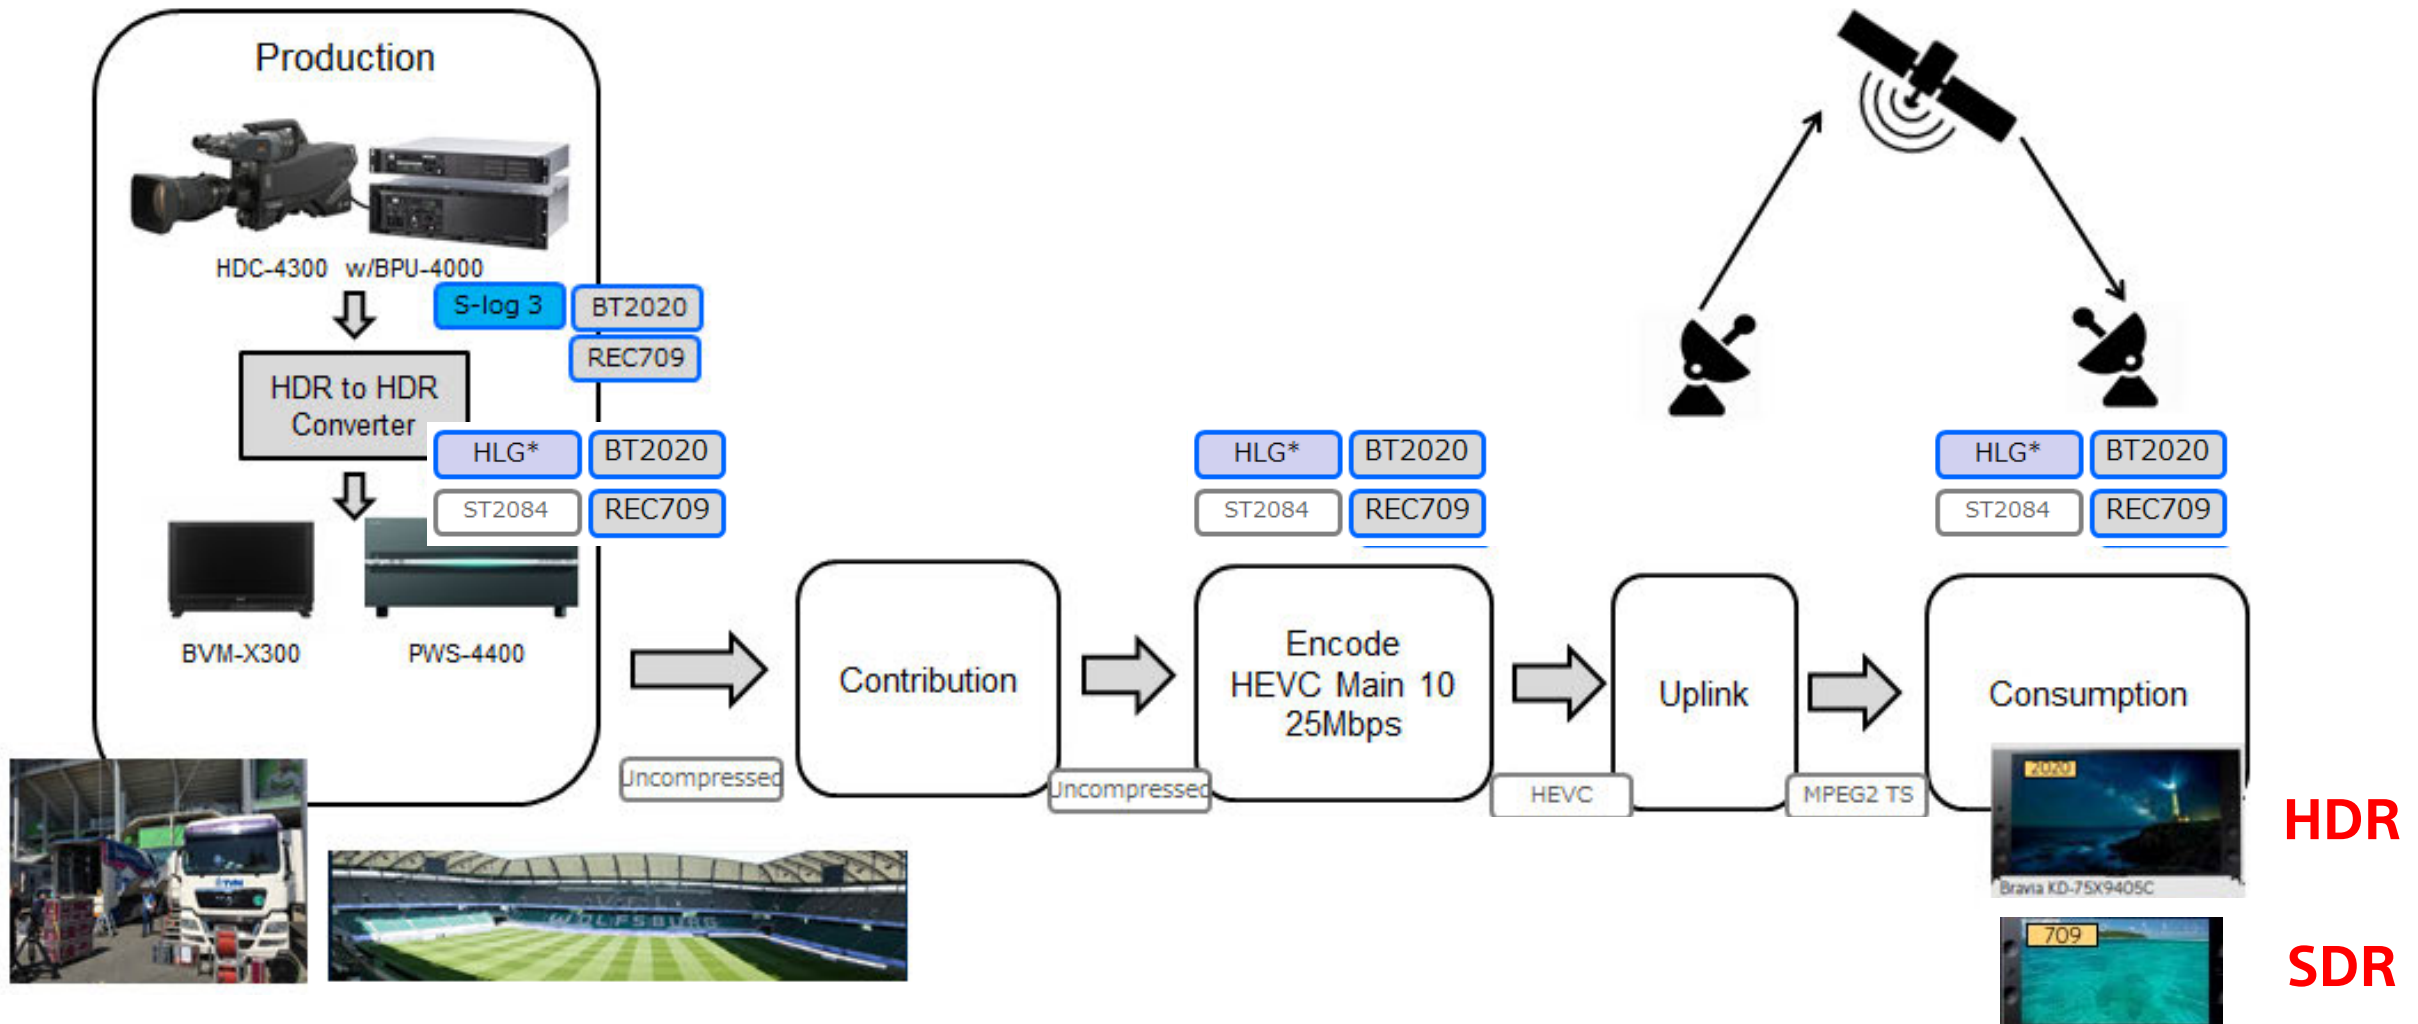 Production
HDC-4300 w/BPU-4000
S-log 3
BT2020
REC709
HDR to HDR
Converter
HLG*
BT2020
ST2084
REC709
BVM-X300
PWS-4400
Uncompressed
Contribution
Uncompressed
HLG*
BT2020
ST2084
REC709
Encode
HEVC Main 10
25Mbps
HEVC
Uplink
MPEG2 TS
HLG*
BT2020
ST2084
REC709
Consumption
2020
Bravia KD-75X9405C
HDR
709
SDR
WOLFSBURG